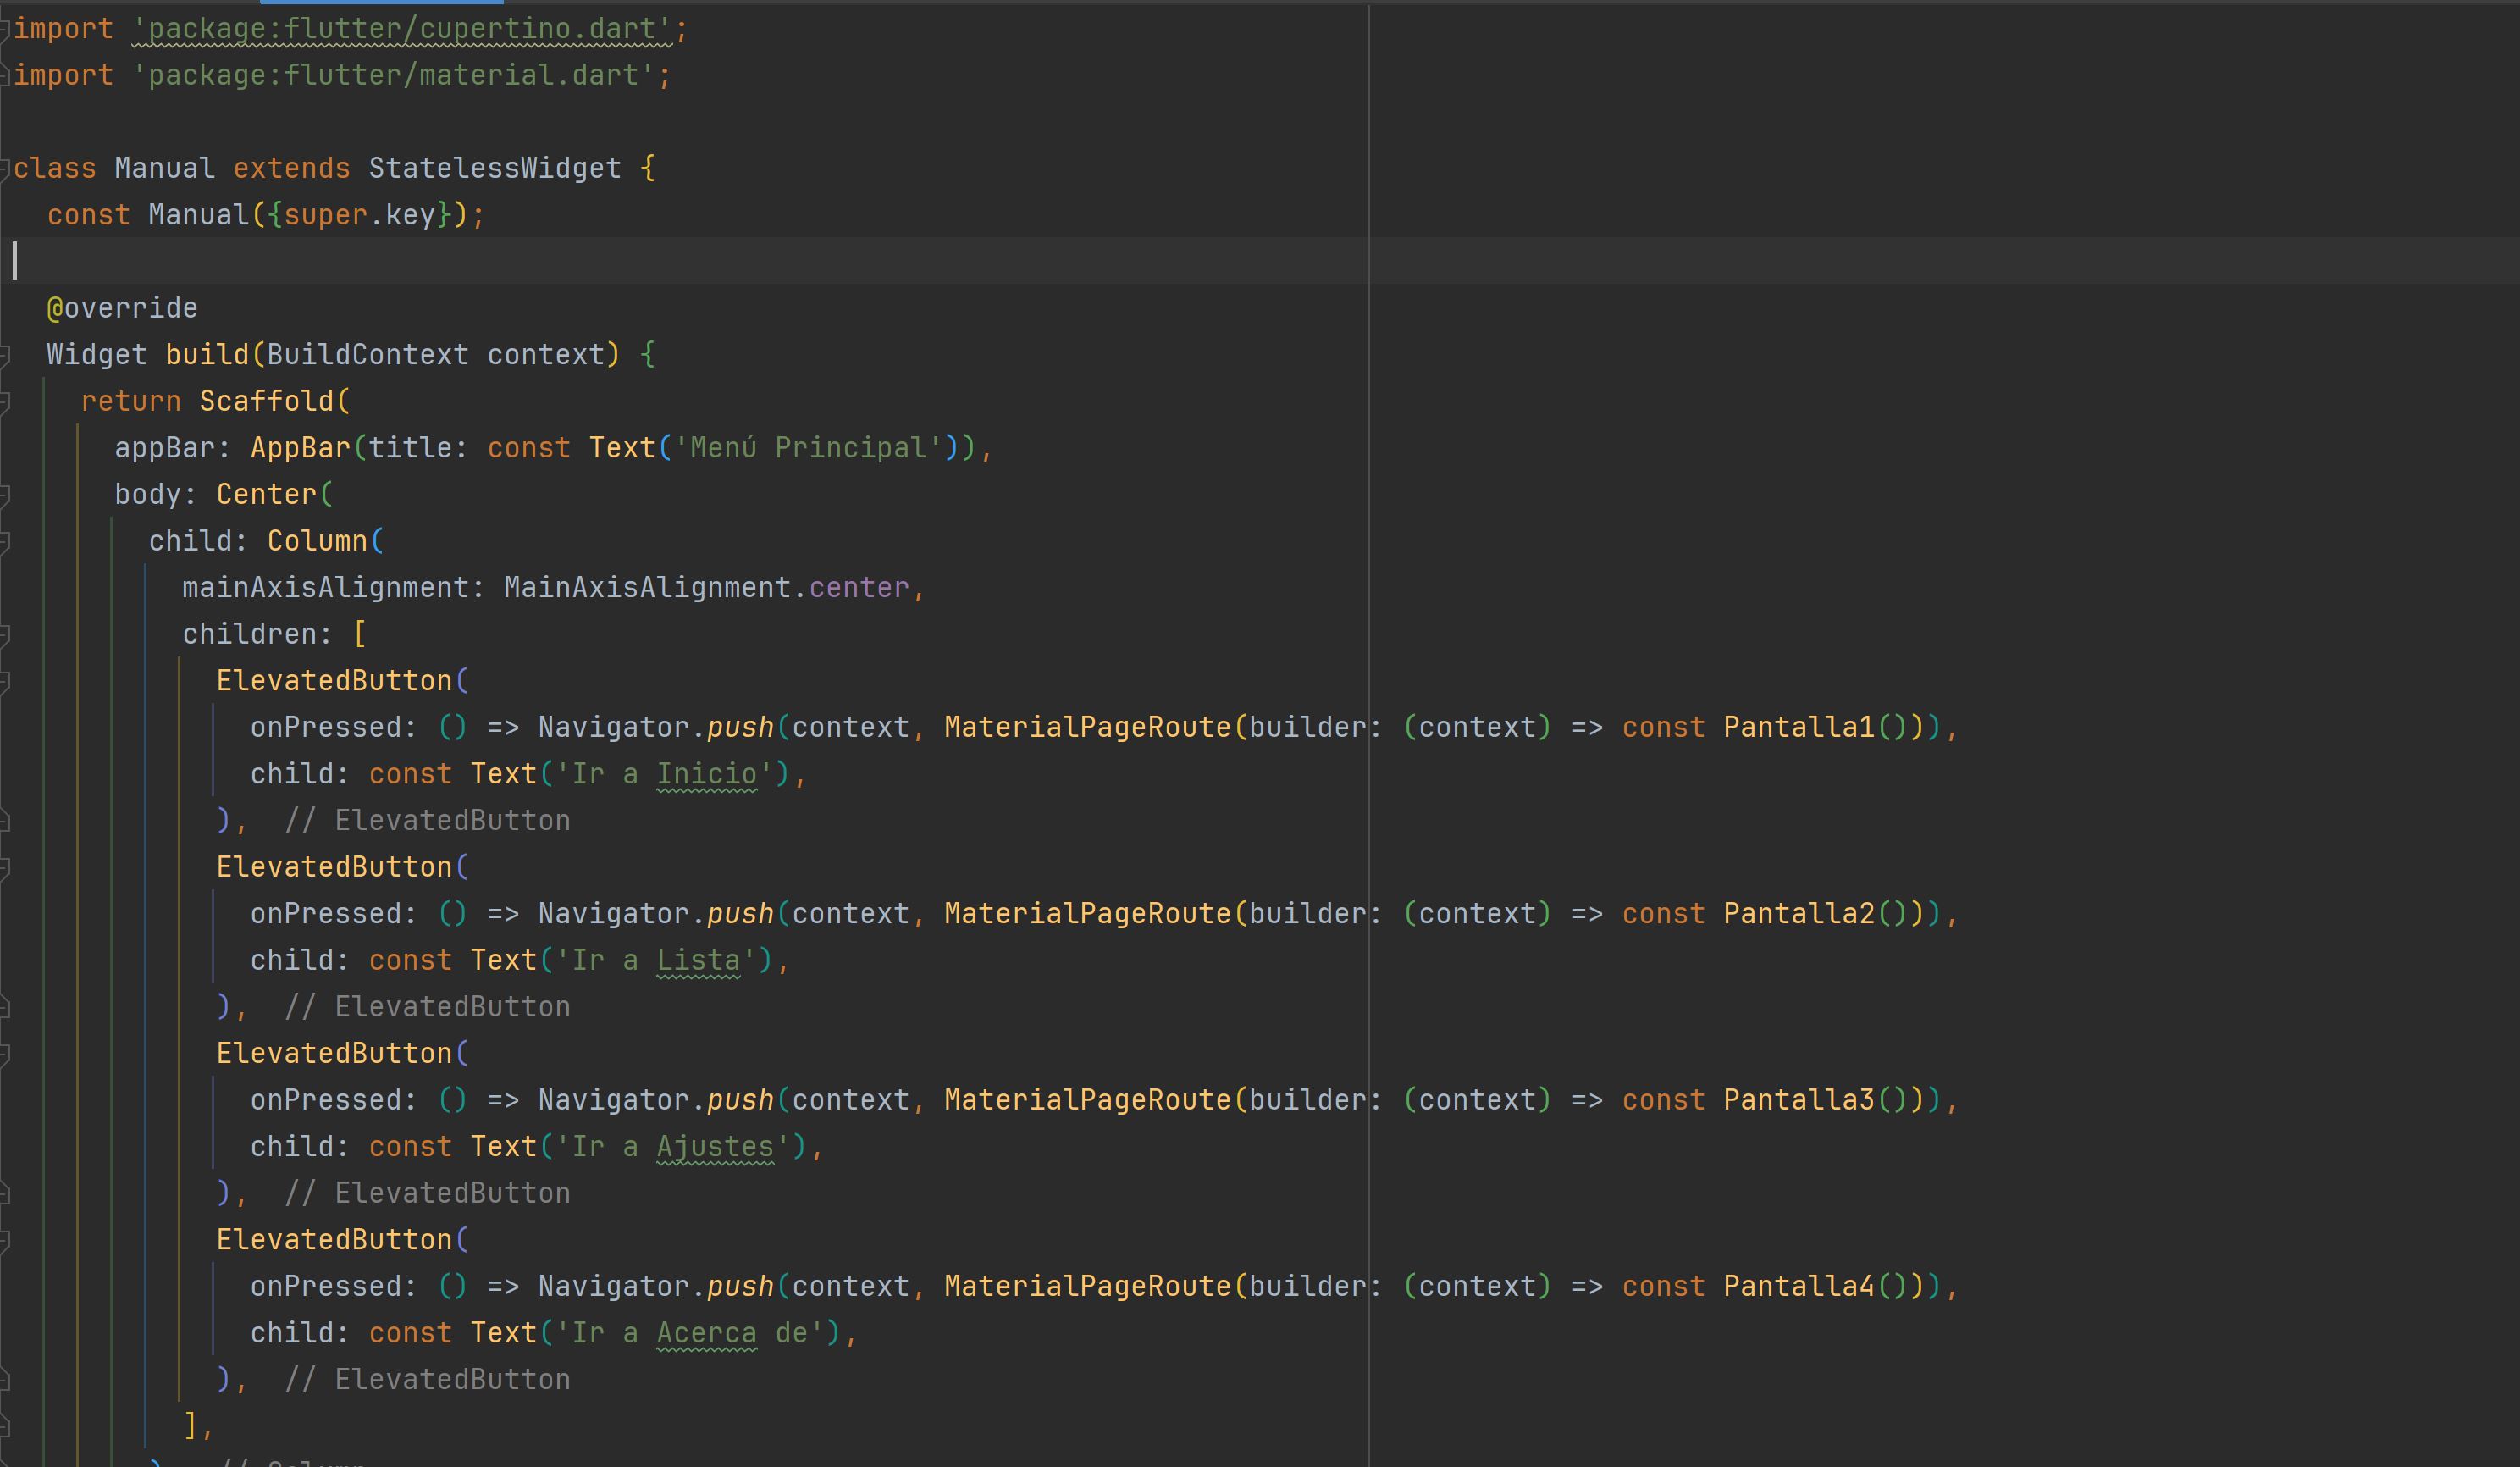 import 'package:flutter/cupertino.dart';
import 'package:flutter/material.dart';

class Manual extends StatelessWidget {
  const Manual({super.key});

  @override
  Widget build(BuildContext context) {
    return Scaffold(
      appBar: AppBar(title: const Text('Menú Principal')),
      body: Center(
        child: Column(
          mainAxisAlignment: MainAxisAlignment.center,
          children: [
            ElevatedButton(
              onPressed: () => Navigator.push(context, MaterialPageRoute(builder: (context) => const Pantalla1())),
              child: const Text('Ir a Inicio'),
            ),  // ElevatedButton
            ElevatedButton(
              onPressed: () => Navigator.push(context, MaterialPageRoute(builder: (context) => const Pantalla2())),
              child: const Text('Ir a Lista'),
            ),  // ElevatedButton
            ElevatedButton(
              onPressed: () => Navigator.push(context, MaterialPageRoute(builder: (context) => const Pantalla3())),
              child: const Text('Ir a Ajustes'),
            ),  // ElevatedButton
            ElevatedButton(
              onPressed: () => Navigator.push(context, MaterialPageRoute(builder: (context) => const Pantalla4())),
              child: const Text('Ir a Acerca de'),
            ),  // ElevatedButton
          ],